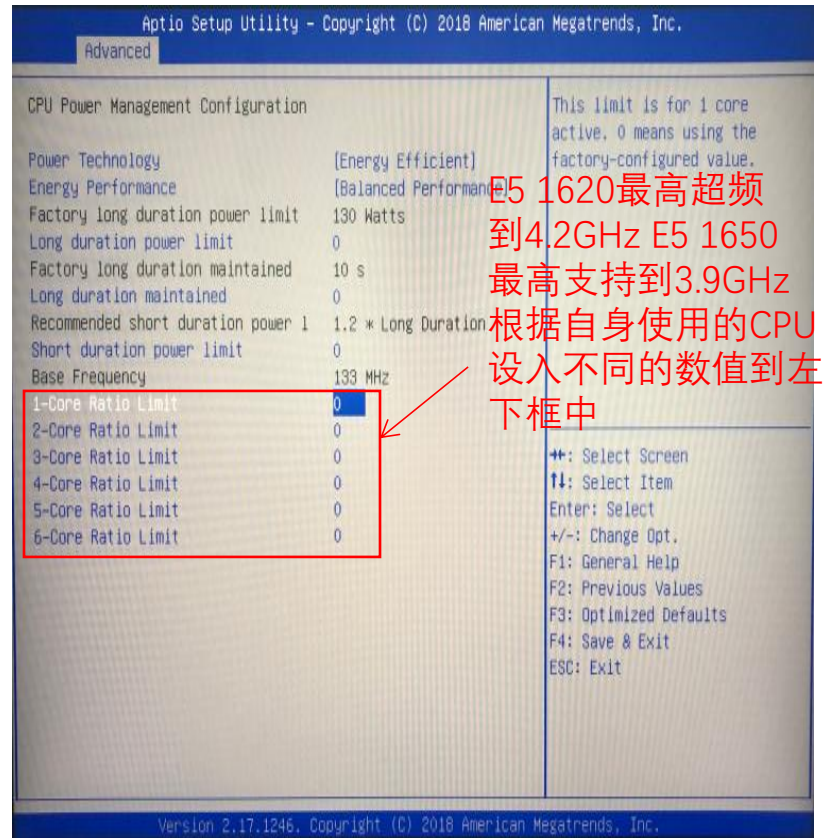 Aptio Setup Utility – Copyright (C) 2018 American Megatrends, Inc.
Advanced
CPU Power Management Configuration
Power Technology [Energy Efficient]
Energy Performance [Balanced Performance]
Factory long duration power limit 130 Watts
Long duration power limit 0
Factory long duration maintained 10 s
Long duration maintained 0
Recommended short duration power l 1.2 * Long Duration
Short duration power limit 0
Base Frequency 133 MHz
1-Core Ratio Limit 0
2-Core Ratio Limit 0
3-Core Ratio Limit 0
4-Core Ratio Limit 0
5-Core Ratio Limit 0
6-Core Ratio Limit 0
This limit is for 1 core
active. 0 means using the
factory-configured value.
E5 1620最高超频
到4.2GHz E5 1650
最高支持到3.9GHz
根据自身使用的CPU
设入不同的数值到左
下框中
→←: Select Screen
↑↓: Select Item
Enter: Select
+/-: Change Opt.
F1: General Help
F2: Previous Values
F3: Optimized Defaults
F4: Save & Exit
ESC: Exit
Version 2.17.1246. Copyright (C) 2018 American Megatrends, Inc.